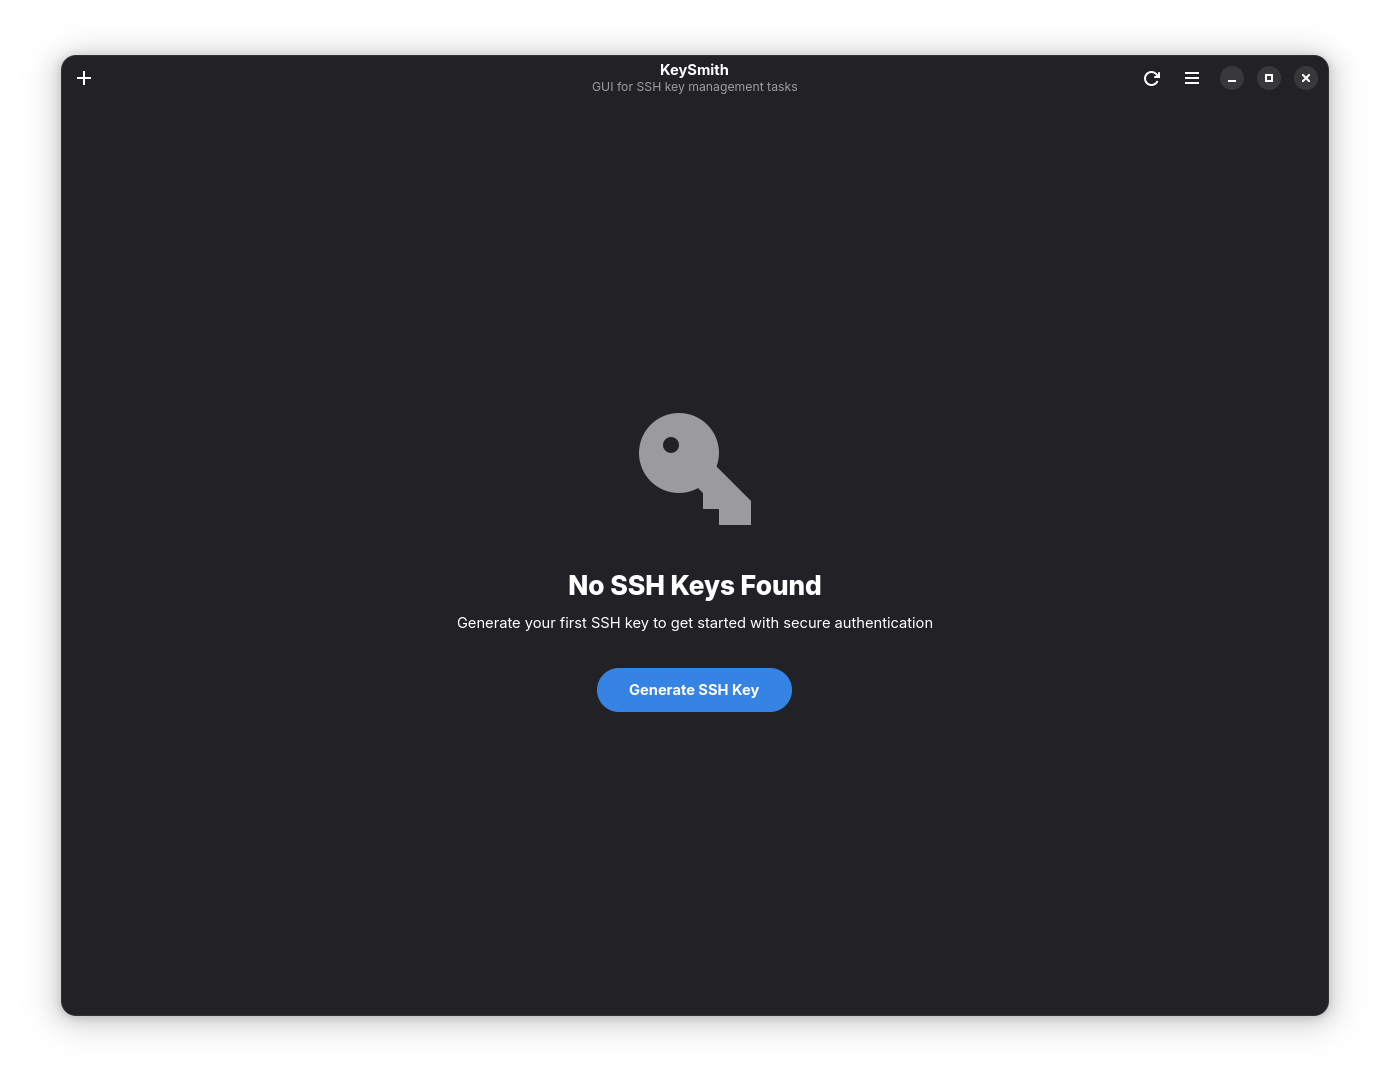 KeySmith
GUI for SSH key management tasks
No SSH Keys Found
Generate your first SSH key to get started with secure authentication
Generate SSH Key